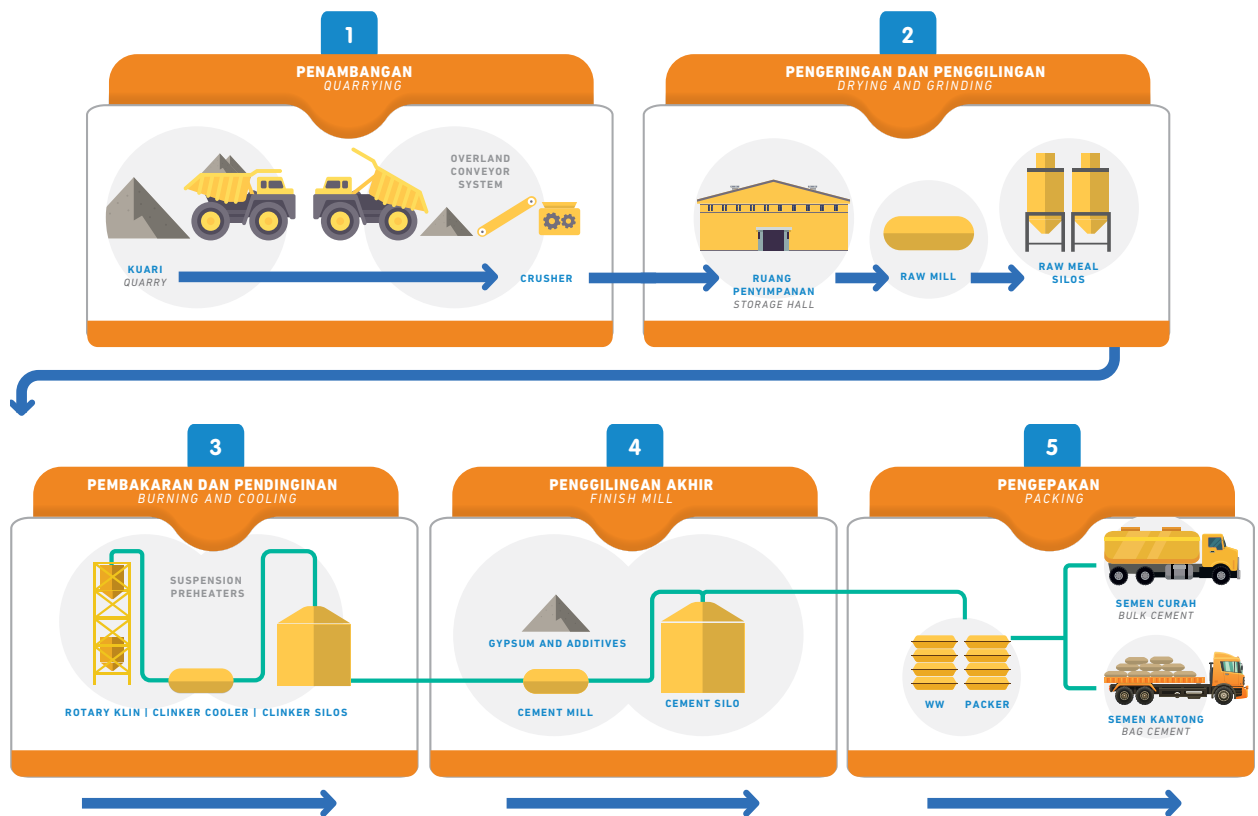 1
PENAMBANGAN
QUARRYING
OVERLAND
CONVEYOR
SYSTEM
KUARI
QUARRY
CRUSHER
2
PENGERINGAN DAN PENGGILINGAN
DRYING AND GRINDING
RUANG
PENYIMPANAN
STORAGE HALL
RAW MILL
RAW MEAL
SILOS
3
PEMBAKARAN DAN PENDINGINAN
BURNING AND COOLING
SUSPENSION
PREHEATERS
ROTARY KLIN | CLINKER COOLER | CLINKER SILOS
4
PENGGILINGAN AKHIR
FINISH MILL
GYPSUM AND ADDITIVES
CEMENT MILL
CEMENT SILO
5
PENGEPAKAN
PACKING
WW PACKER
SEMEN CURAH
BULK CEMENT
SEMEN KANTONG
BAG CEMENT